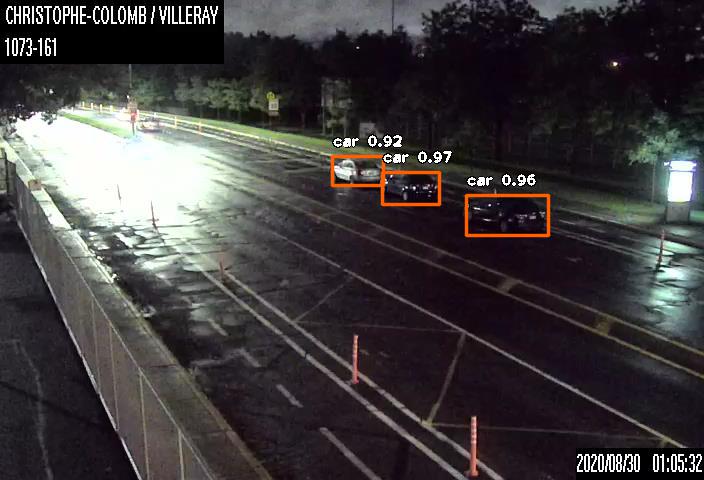 CHRISTOPHE-COLOMB / VILLERAY
1073-161
car 0.92
car 0.97
car 0.96
2020/08/30 01:05:32